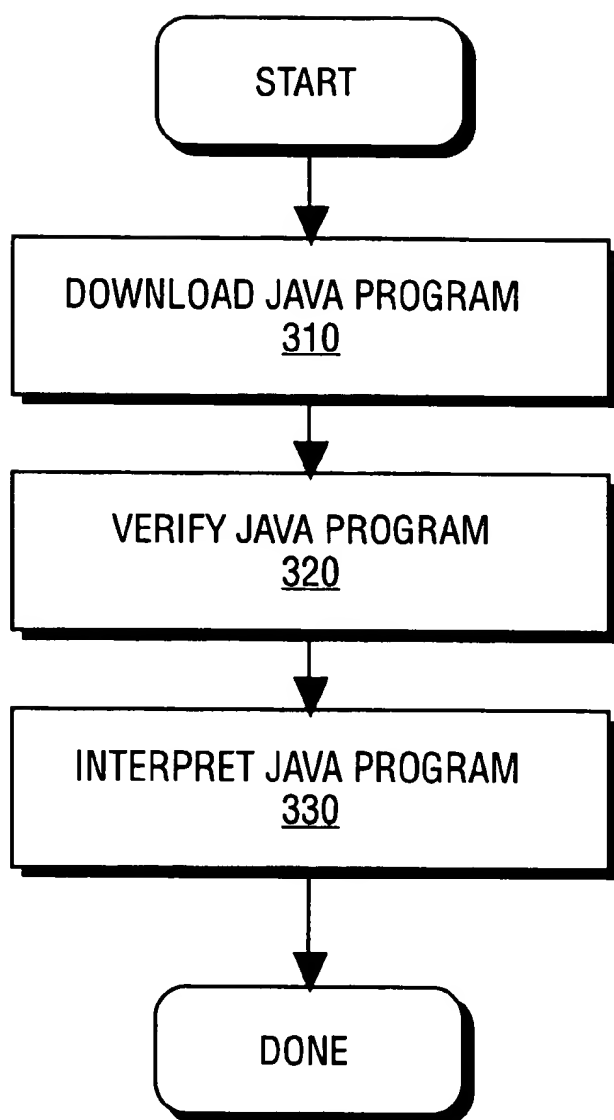 START
DOWNLOAD JAVA PROGRAM
310
VERIFY JAVA PROGRAM
320
INTERPRET JAVA PROGRAM
330
DONE